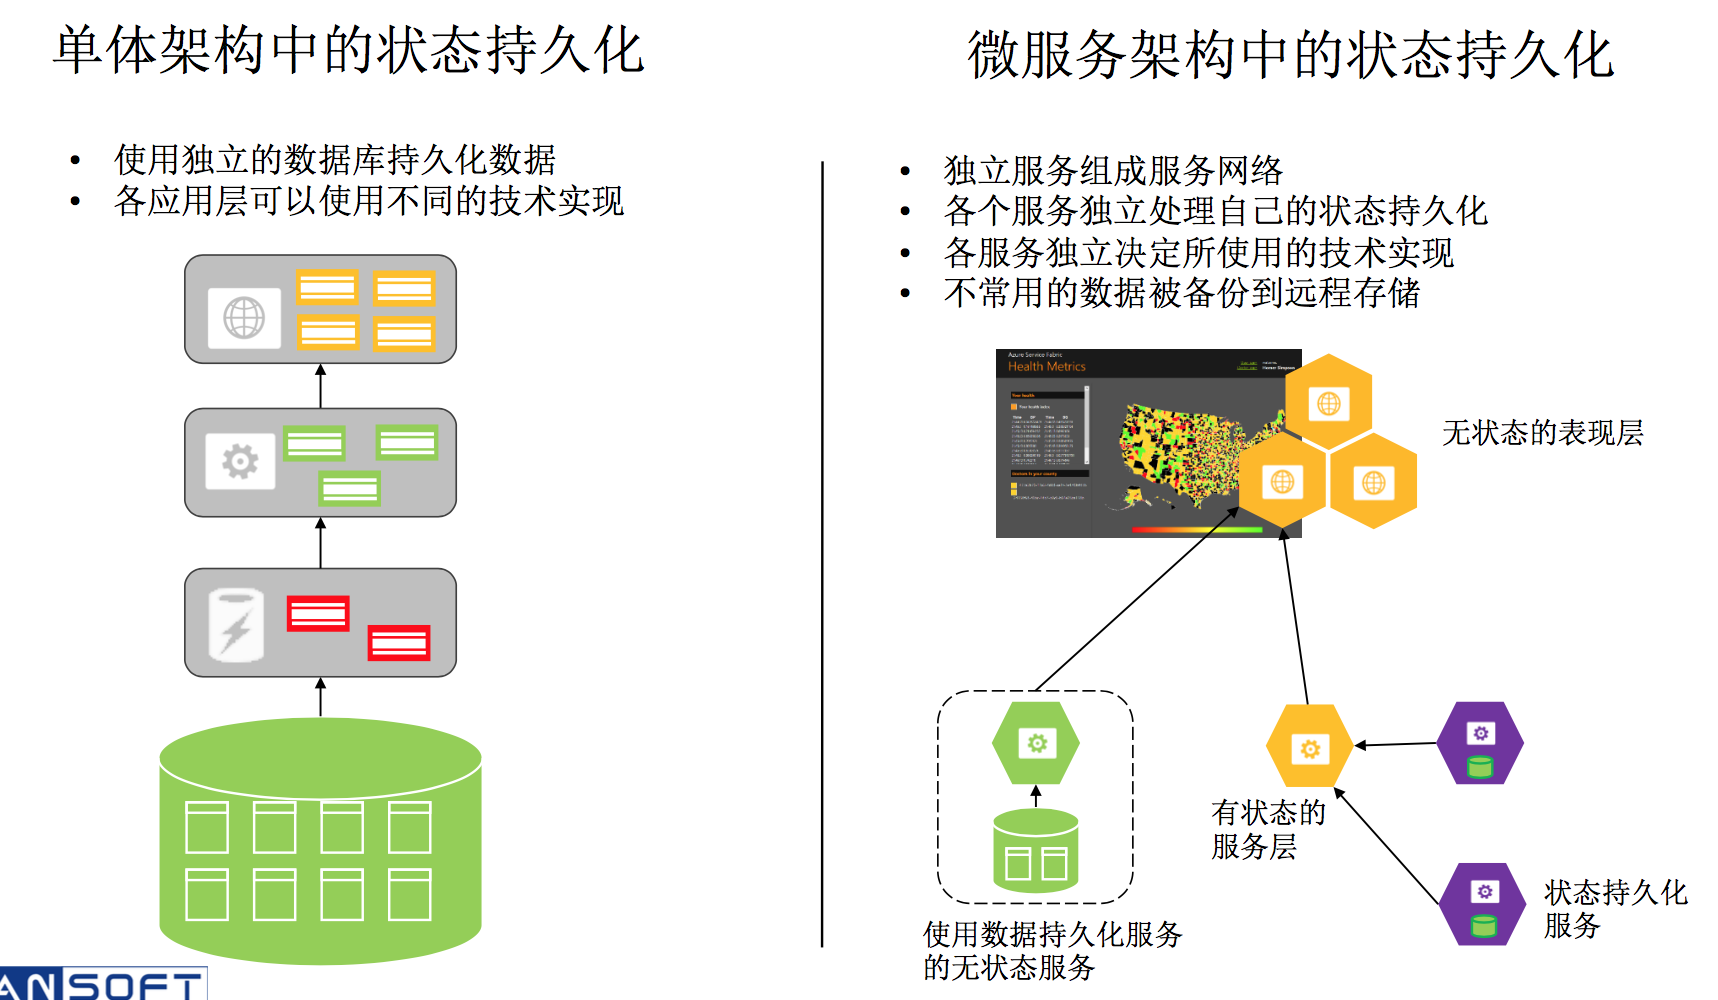 单体架构中的状态持久化
• 使用独立的数据库持久化数据
• 各应用层可以使用不同的技术实现
微服务架构中的状态持久化
• 独立服务组成服务网络
• 各个服务独立处理自己的状态持久化
• 各服务独立决定所使用的技术实现
• 不常用的数据被备份到远程存储
Azure Service Fabric
Health Metrics
Your health
Your health index
无状态的表现层
有状态的
服务层
状态持久化
服务
使用数据持久化服务
的无状态服务
ANSOFT